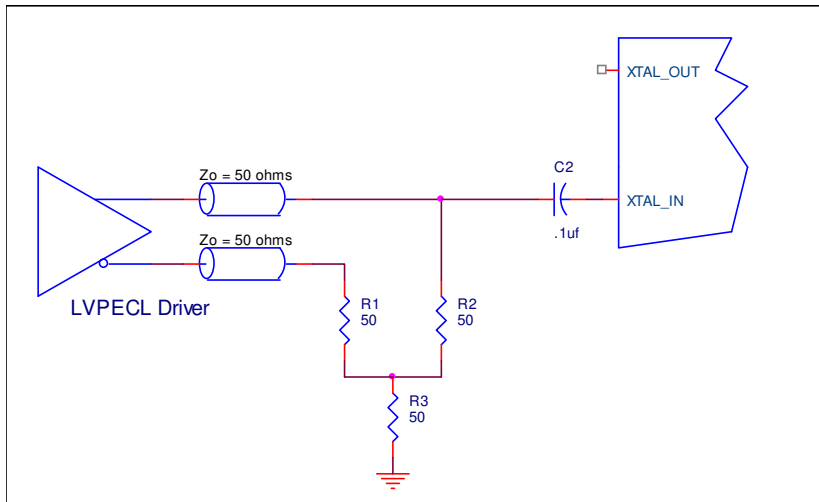 XTAL_OUT
Zo = 50 ohms
C2
XTAL_IN
.1uf
Zo = 50 ohms
LVPECL Driver
R1
50
R2
50
R3
50